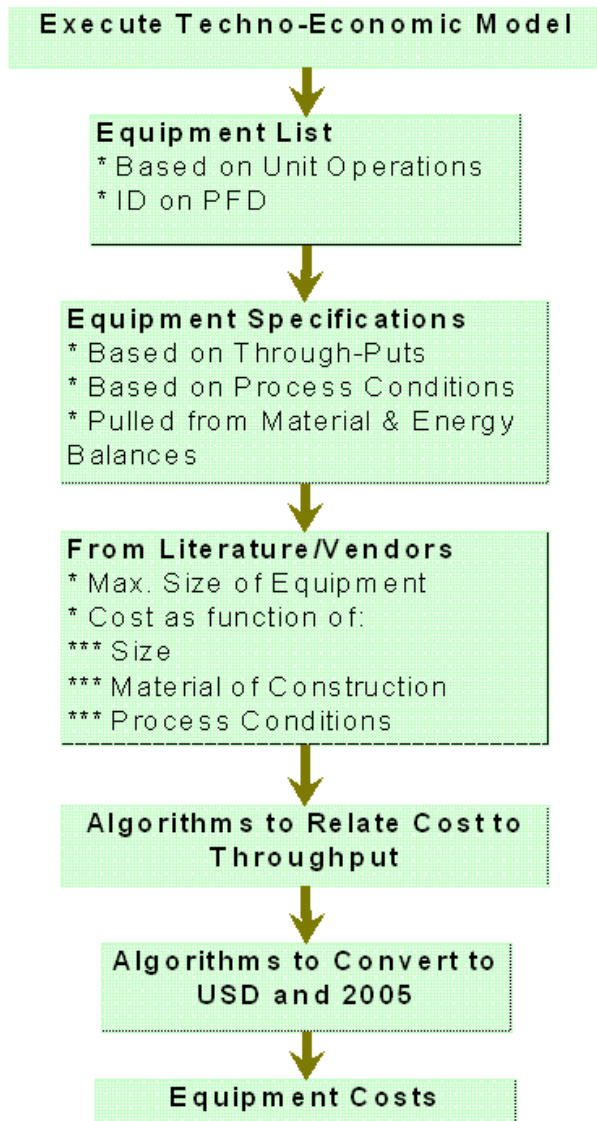 Execute Techno-Economic Model
Equipment List
* Based on Unit Operations
* ID on PFD
Equipment Specifications
* Based on Through-Puts
* Based on Process Conditions
* Pulled from Material & Energy
Balances
From Literature/Vendors
* Max. Size of Equipment
* Cost as function of:
*** Size
*** Material of Construction
*** Process Conditions
Algorithms to Relate Cost to
Throughput
Algorithms to Convert to
USD and 2005
Equipment Costs